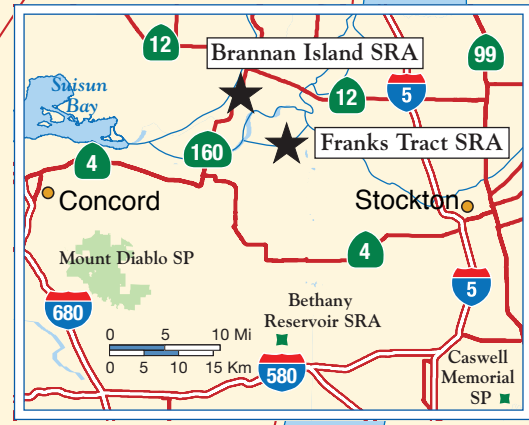 12
Brannan Island SRA
99
Suisun
Bay
12
5
Franks Tract SRA
160
4
Concord
Stockton
Mount Diablo SP
4
5
Bethany
Reservoir SRA
680
0 5 10 Mi
0 5 10 15 Km
580
Caswell
Memorial
SP